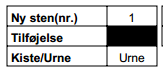 Ny sten(nr.) 1
Tilføjelse
Kiste/Urne Urne